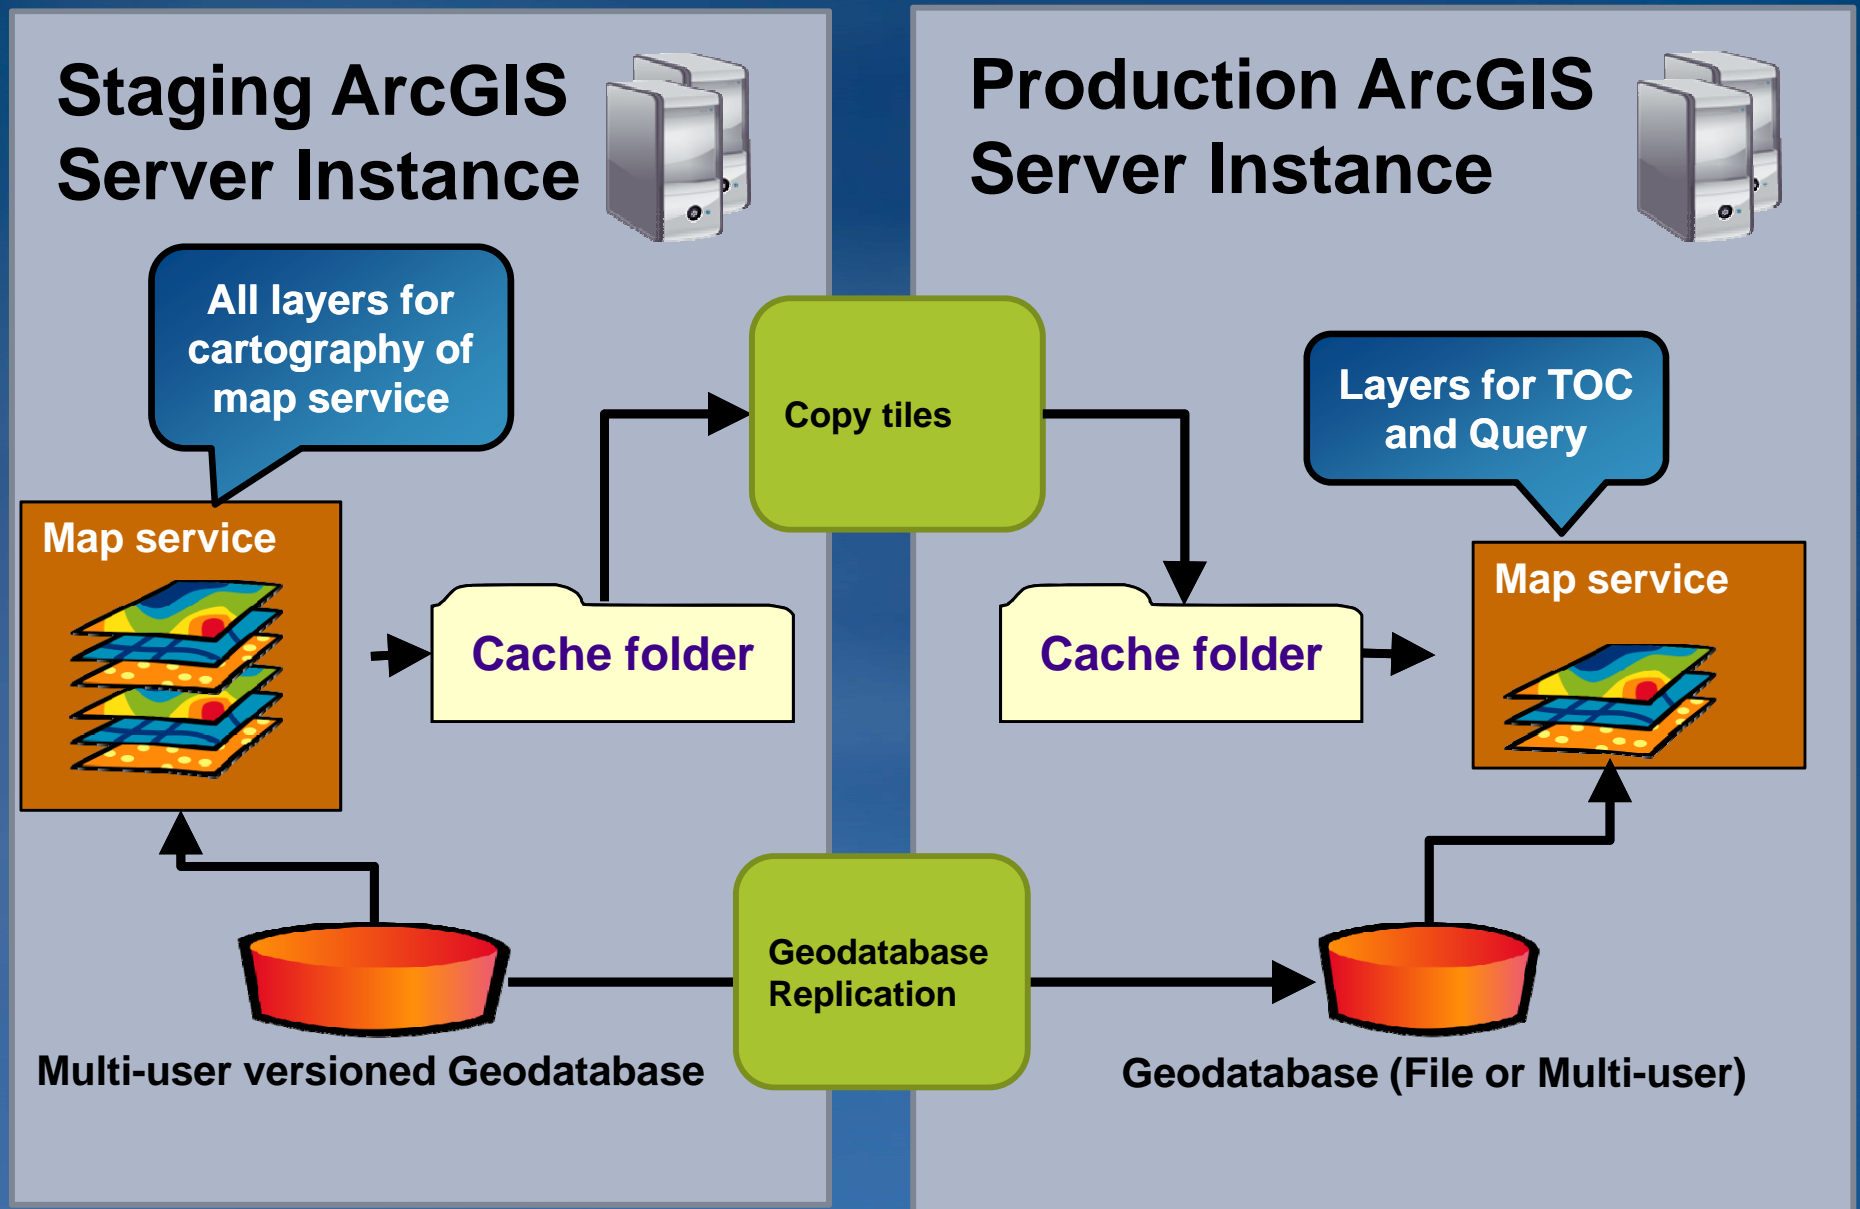 Staging ArcGIS
Server Instance
Production ArcGIS
Server Instance
All layers for
cartography of
map service
Copy tiles
Layers for TOC
and Query
Map service
Cache folder
Cache folder
Map service
Geodatabase
Replication
Multi-user versioned Geodatabase
Geodatabase (File or Multi-user)